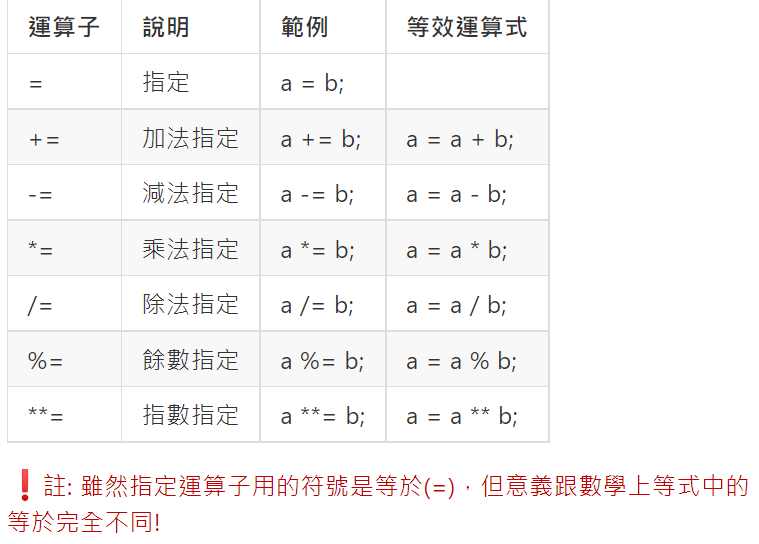 運算子 說明 範例 等效運算式
= 指定 a = b;
+= 加法指定 a += b; a = a + b;
-= 減法指定 a -= b; a = a - b;
*= 乘法指定 a *= b; a = a * b;
/= 除法指定 a /= b; a = a / b;
%= 餘數指定 a %= b; a = a % b;
**= 指數指定 a **= b; a = a ** b;
❗註: 雖然指定運算子用的符號是等於(=)，但意義跟數學上等式中的
等於完全不同!